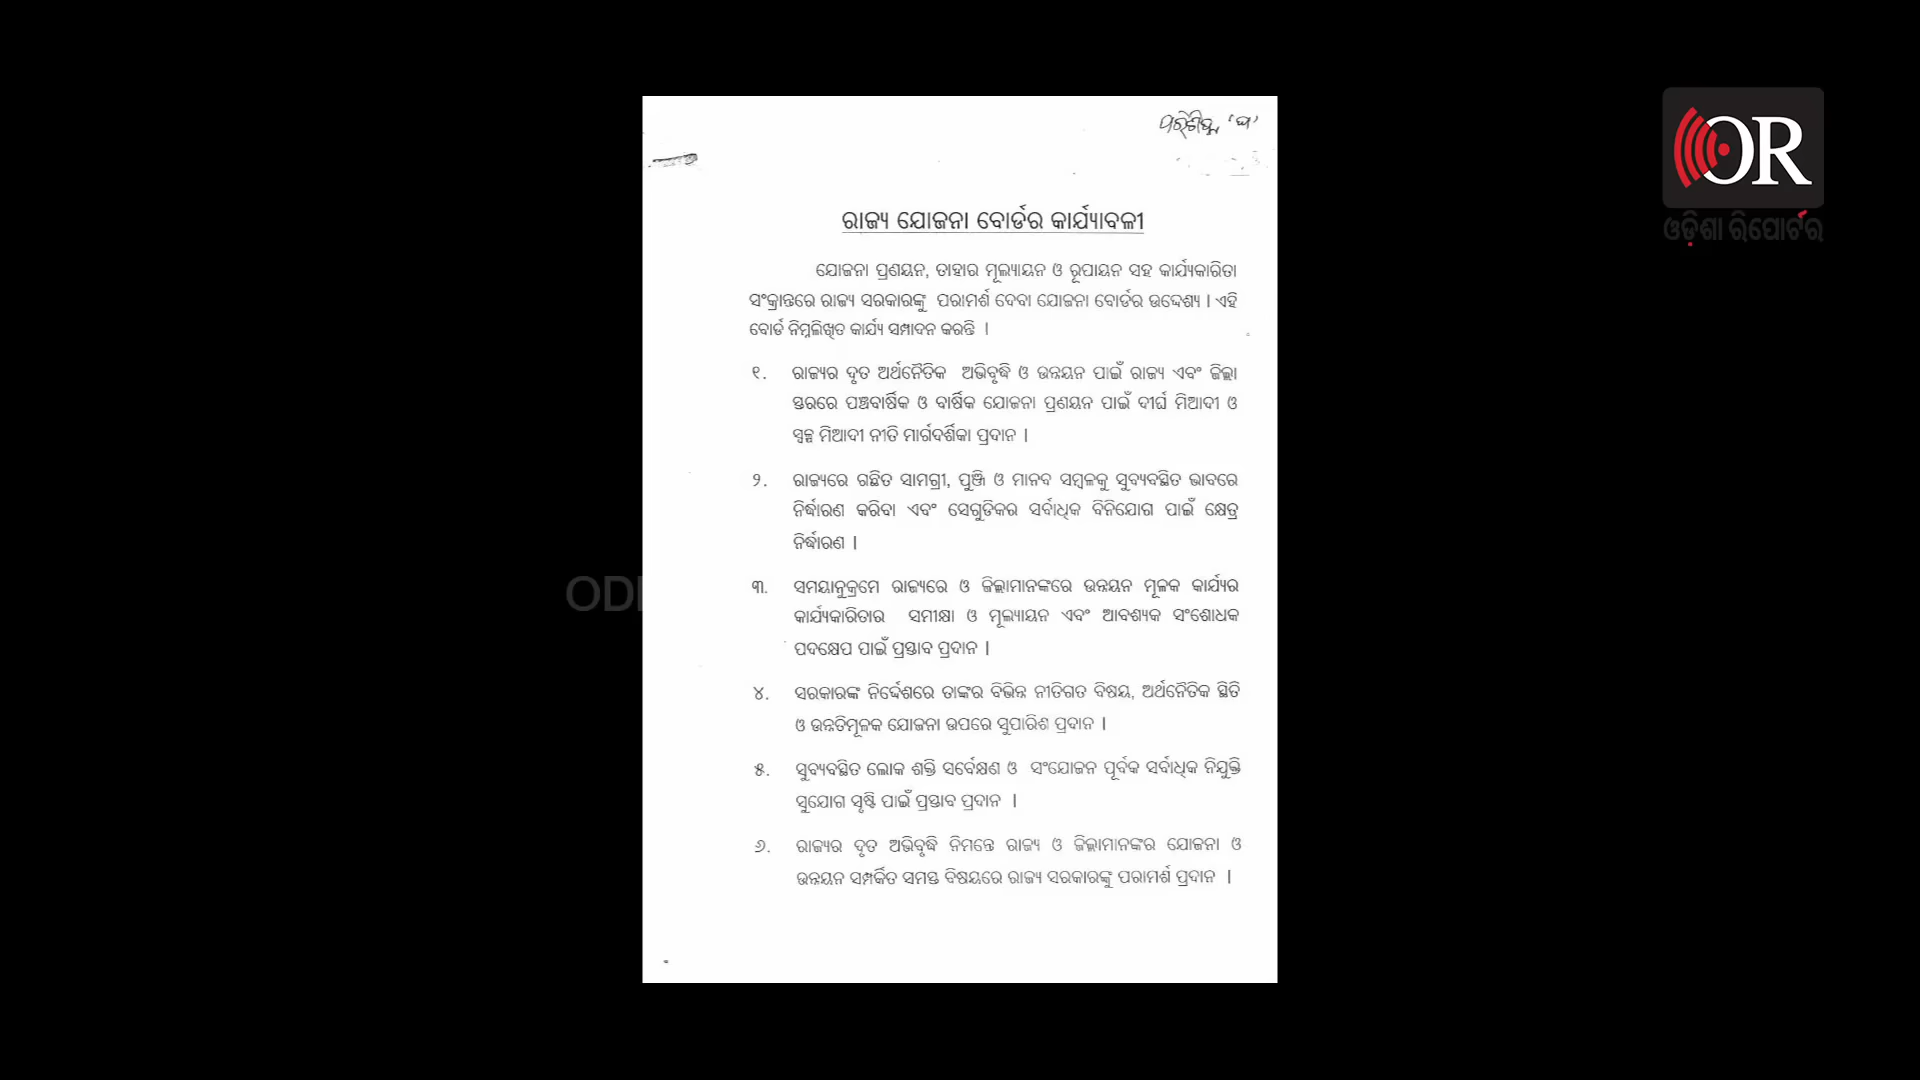 ପରିଶିଷ୍ଟ 'ଘ'
OR
ଓଡ଼ିଶା ରିପୋର୍ଟର
ରାଜ୍ୟ ଯୋଜନା ବୋର୍ଡର କାର୍ଯ୍ୟାବଳୀ
ଯୋଜନା ପ୍ରଣୟନ, ତାହାର ମୂଲ୍ୟାୟନ ଓ ରୂପାୟନ ସହ କାର୍ଯ୍ୟକାରିତା
ସଂକ୍ରାନ୍ତରେ ରାଜ୍ୟ ସରକାରଙ୍କୁ ପରାମର୍ଶ ଦେବା ଯୋଜନା ବୋର୍ଡର ଉଦ୍ଦେଶ୍ୟ । ଏହି
ବୋର୍ଡ ନିମ୍ନଲିଖିତ କାର୍ଯ୍ୟ ସମ୍ପାଦନ କରନ୍ତି ।
୧. ରାଜ୍ୟର ଦୃତ ଅର୍ଥନୈତିକ ଅଭିବୃଦ୍ଧି ଓ ଉନ୍ନୟନ ପାଇଁ ରାଜ୍ୟ ଏବଂ ଜିଲ୍ଲା
ସ୍ତରରେ ପଞ୍ଚବାର୍ଷିକ ଓ ବାର୍ଷିକ ଯୋଜନା ପ୍ରଣୟନ ପାଇଁ ଦୀର୍ଘ ମିଆଦୀ ଓ
ସ୍ୱଳ୍ପ ମିଆଦୀ ନୀତି ମାର୍ଗଦର୍ଶିକା ପ୍ରଦାନ ।
୨. ରାଜ୍ୟରେ ଗଛିତ ସାମଗ୍ରୀ, ପୁଞ୍ଜି ଓ ମାନବ ସମ୍ବଳକୁ ସୁବ୍ୟବସ୍ଥିତ ଭାବରେ
ନିର୍ଦ୍ଧାରଣ କରିବା ଏବଂ ସେଗୁଡିକର ସର୍ବାଧିକ ବିନିଯୋଗ ପାଇଁ କ୍ଷେତ୍ର
ନିର୍ଦ୍ଧାରଣ ।
୩. ସମୟାନୁକ୍ରମେ ରାଜ୍ୟରେ ଓ ଜିଲ୍ଲାମାନଙ୍କରେ ଉନ୍ନୟନ ମୂଳକ କାର୍ଯ୍ୟର
କାର୍ଯ୍ୟକାରିତାର ସମୀକ୍ଷା ଓ ମୂଲ୍ୟାୟନ ଏବଂ ଆବଶ୍ୟକ ସଂଶୋଧକ
ପଦକ୍ଷେପ ପାଇଁ ପ୍ରସ୍ତାବ ପ୍ରଦାନ ।
୪. ସରକାରଙ୍କ ନିର୍ଦ୍ଦେଶରେ ତାଙ୍କର ବିଭିନ୍ନ ନୀତିଗତ ବିଷୟ, ଅର୍ଥନୈତିକ ସ୍ଥିତି
ଓ ଉନ୍ନତିମୂଳକ ଯୋଜନା ଉପରେ ସୁପାରିଶ ପ୍ରଦାନ ।
୫. ସୁବ୍ୟବସ୍ଥିତ ଲୋକ ଶକ୍ତି ସର୍ବେକ୍ଷଣ ଓ ସଂଯୋଜନ ପୂର୍ବକ ସର୍ବାଧିକ ନିଯୁକ୍ତି
ସୁଯୋଗ ସୃଷ୍ଟି ପାଇଁ ପ୍ରସ୍ତାବ ପ୍ରଦାନ ।
୬. ରାଜ୍ୟର ଦୃତ ଅଭିବୃଦ୍ଧି ନିମନ୍ତେ ରାଜ୍ୟ ଓ ଜିଲ୍ଲାମାନଙ୍କର ଯୋଜନା ଓ
ଉନ୍ନୟନ ସମ୍ପର୍କିତ ସମସ୍ତ ବିଷୟରେ ରାଜ୍ୟ ସରକାରଙ୍କୁ ପରାମର୍ଶ ପ୍ରଦାନ ।